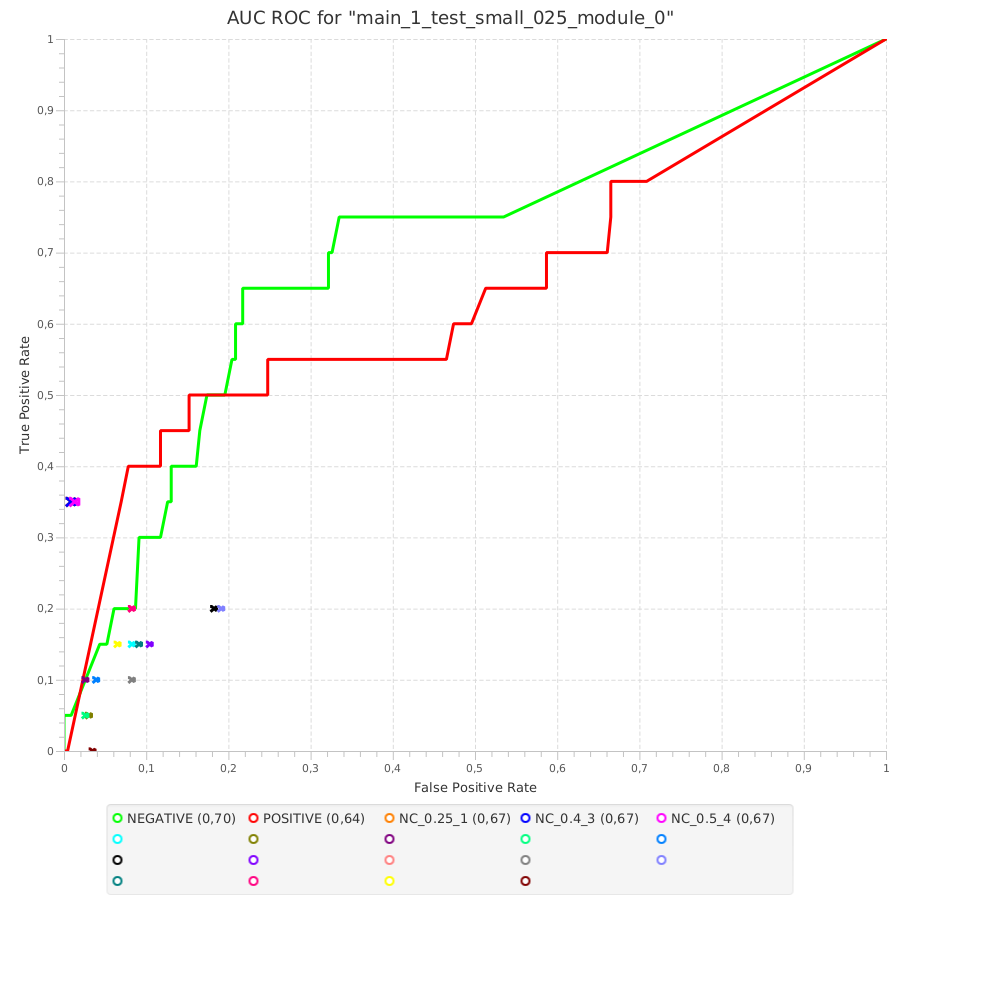 AUC ROC for "main_1_test_small_025_module_0"
True Positive Rate
1
0,9
0,8
0,7
0,6
0,5
0,4
0,3
0,2
0,1
0
0 0,1 0,2 0,3 0,4 0,5 0,6 0,7 0,8 0,9 1
False Positive Rate
NEGATIVE (0,70) POSITIVE (0,64) NC_0.25_1 (0,67) NC_0.4_3 (0,67) NC_0.5_4 (0,67)